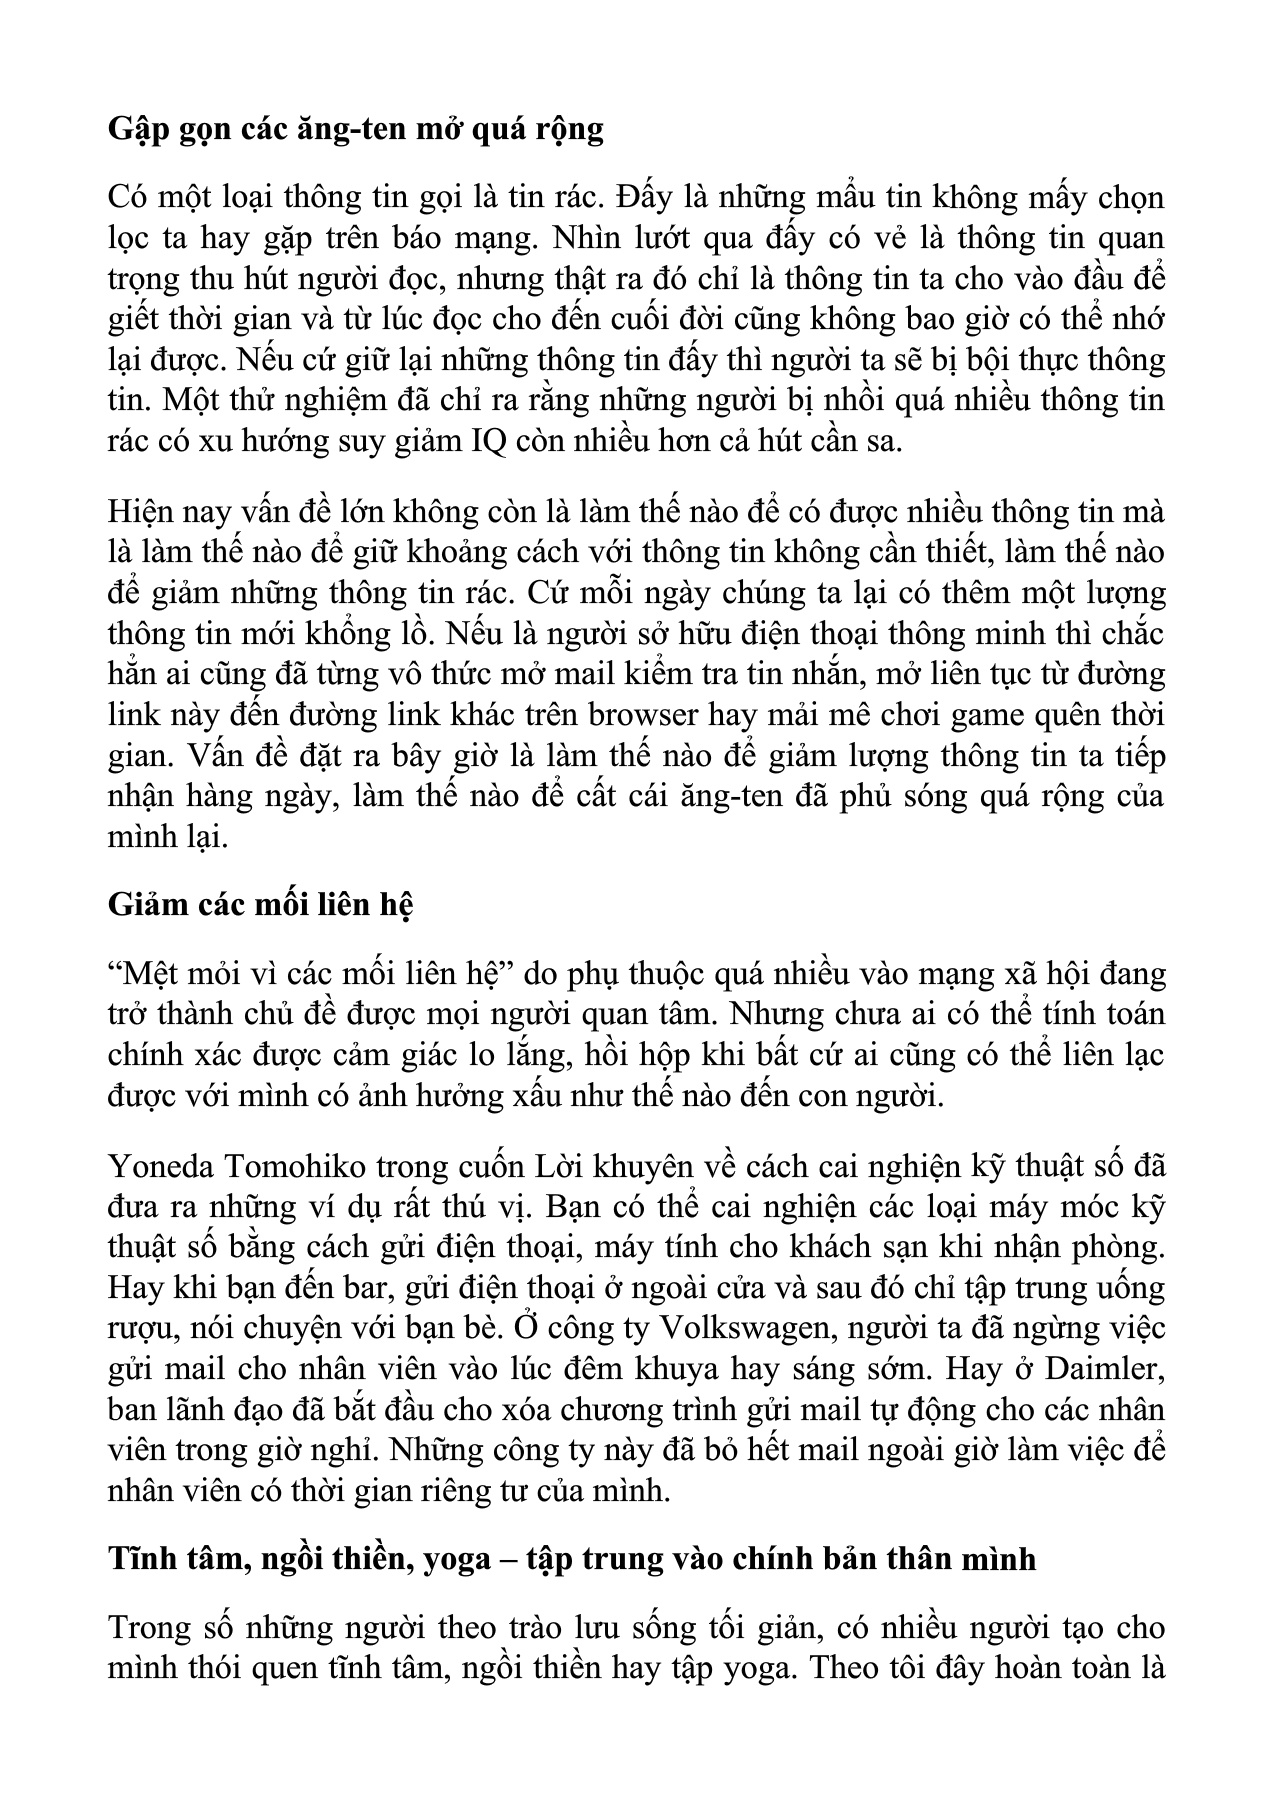 Gập gọn các ăng-ten mở quá rộng
Có một loại thông tin gọi là tin rác. Đấy là những mẩu tin không mấy chọn
lọc ta hay gặp trên báo mạng. Nhìn lướt qua đấy có vẻ là thông tin quan
trọng thu hút người đọc, nhưng thật ra đó chỉ là thông tin ta cho vào đầu để
giết thời gian và từ lúc đọc cho đến cuối đời cũng không bao giờ có thể nhớ
lại được. Nếu cứ giữ lại những thông tin đấy thì người ta sẽ bị bội thực thông
tin. Một thử nghiệm đã chỉ ra rằng những người bị nhồi quá nhiều thông tin
rác có xu hướng suy giảm IQ còn nhiều hơn cả hút cần sa.
Hiện nay vấn đề lớn không còn là làm thế nào để có được nhiều thông tin mà
là làm thế nào để giữ khoảng cách với thông tin không cần thiết, làm thế nào
để giảm những thông tin rác. Cứ mỗi ngày chúng ta lại có thêm một lượng
thông tin mới khổng lồ. Nếu là người sở hữu điện thoại thông minh thì chắc
hẳn ai cũng đã từng vô thức mở mail kiểm tra tin nhắn, mở liên tục từ đường
link này đến đường link khác trên browser hay mải mê chơi game quên thời
gian. Vấn đề đặt ra bây giờ là làm thế nào để giảm lượng thông tin ta tiếp
nhận hàng ngày, làm thế nào để cất cái ăng-ten đã phủ sóng quá rộng của
mình lại.
Giảm các mối liên hệ
“Mệt mỏi vì các mối liên hệ” do phụ thuộc quá nhiều vào mạng xã hội đang
trở thành chủ đề được mọi người quan tâm. Nhưng chưa ai có thể tính toán
chính xác được cảm giác lo lắng, hồi hộp khi bất cứ ai cũng có thể liên lạc
được với mình có ảnh hưởng xấu như thế nào đến con người.
Yoneda Tomohiko trong cuốn Lời khuyên về cách cai nghiện kỹ thuật số đã
đưa ra những ví dụ rất thú vị. Bạn có thể cai nghiện các loại máy móc kỹ
thuật số bằng cách gửi điện thoại, máy tính cho khách sạn khi nhận phòng.
Hay khi bạn đến bar, gửi điện thoại ở ngoài cửa và sau đó chỉ tập trung uống
rượu, nói chuyện với bạn bè. Ở công ty Volkswagen, người ta đã ngừng việc
gửi mail cho nhân viên vào lúc đêm khuya hay sáng sớm. Hay ở Daimler,
ban lãnh đạo đã bắt đầu cho xóa chương trình gửi mail tự động cho các nhân
viên trong giờ nghỉ. Những công ty này đã bỏ hết mail ngoài giờ làm việc để
nhân viên có thời gian riêng tư của mình.
Tĩnh tâm, ngồi thiền, yoga – tập trung vào chính bản thân mình
Trong số những người theo trào lưu sống tối giản, có nhiều người tạo cho
mình thói quen tĩnh tâm, ngồi thiền hay tập yoga. Theo tôi đây hoàn toàn là